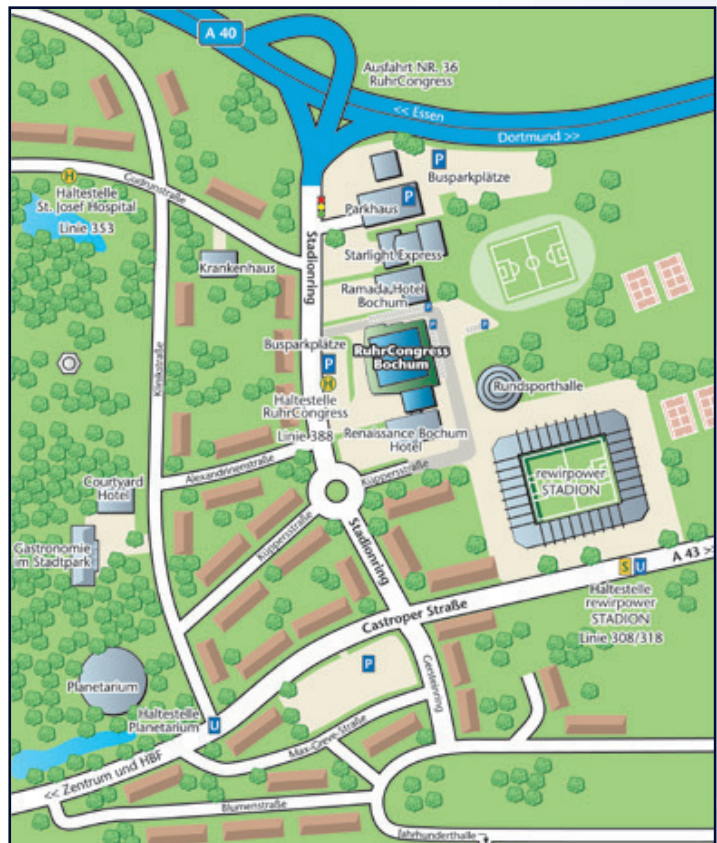 A 40
Ausfahrt NR. 36
RuhrCongress
<< Essen
Dortmund >>
P
Busparkplätze
H
Haltestelle
St. Josef Hospital
Linie 353
Gudrunstraße
Parkhaus
P
Stadionring
Starlight Express
Krankenhaus
Ramada Hotel
Bochum
P
P
P
Busparkplätze
P
RuhrCongress
Bochum
H
Haltestelle
RuhrCongress
Linie 388
Klinikstraße
Rundsporthalle
Renaissance Bochum
Hotel
Alexandrinenstraße
Küppersstraße
rewirpower
STADION
Courtyard
Hotel
Küppersstraße
Stadionring
Gastronomie
im Stadtpark
A 43 >>
S U
Haltestelle
rewirpower
STADION
Linie 308/318
Castroper Straße
P
Gersteinring
Planetarium
Haltestelle
Planetarium
U
Max-Greve-Straße
<< Zentrum und HBF
Blumenstraße
Jahrhunderthalle